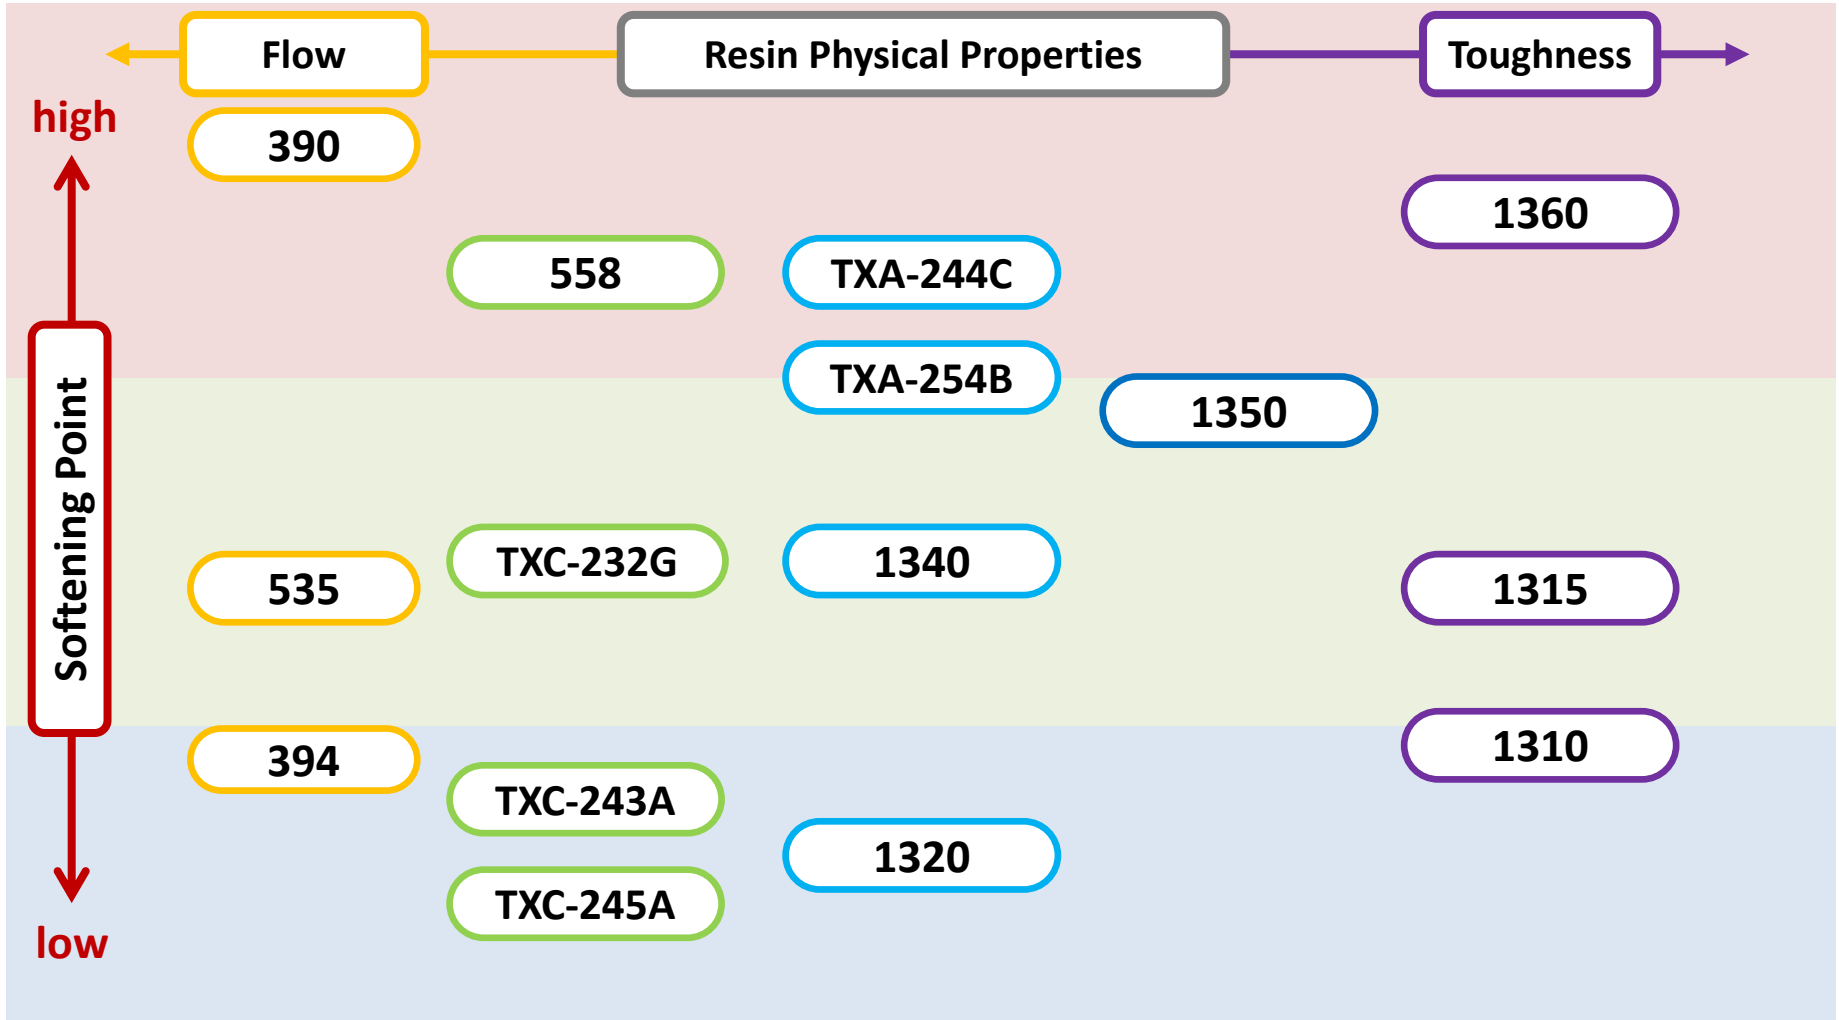 Flow
Resin Physical Properties
Toughness
high
390
1360
558
TXA-244C
TXA-254B
1350
Softening Point
TXC-232G
1340
535
1315
394
1310
TXC-243A
1320
TXC-245A
low